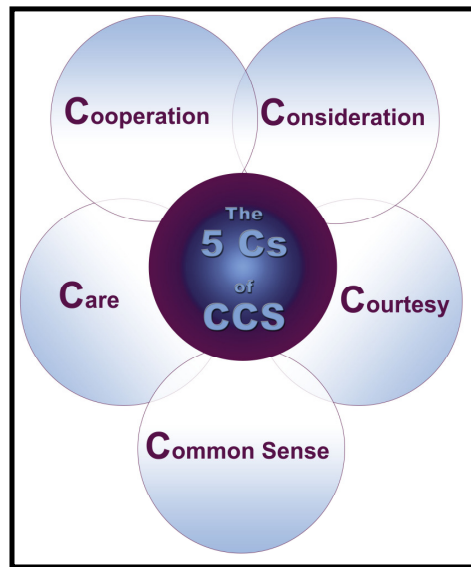 Cooperation
Consideration
The
5 Cs
of
CCS
Care
Courtesy
Common Sense